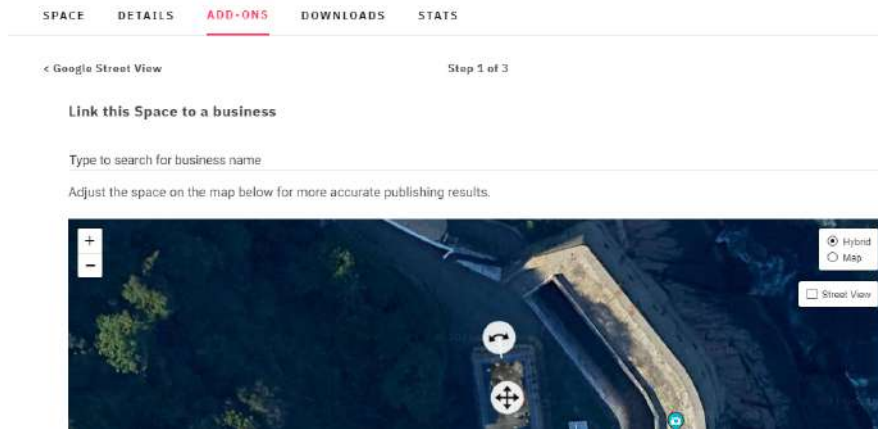 SPACE DETAILS ADD-ONS DOWNLOADS STATS
< Google Street View Step 1 of 3
Link this Space to a business
Type to search for business name
Adjust the space on the map below for more accurate publishing results.
+
Hybrid
−
Map
Street View